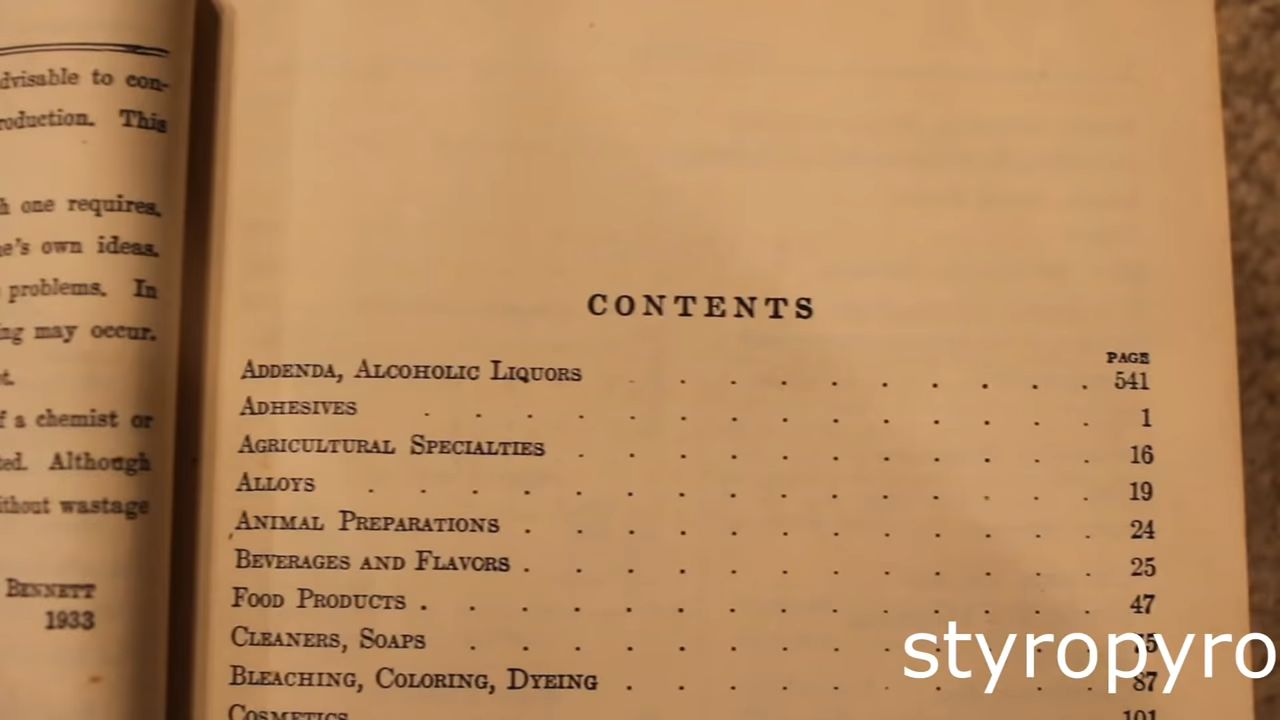 dvisable to con-
roduction. This
h one requires.
e's own ideas.
problems. In
ng may occur.
t.
f a chemist or
ted. Although
ithout wastage
BENNETT
1933
CONTENTS
PAGE
ADDENDA, ALCOHOLIC LIQUORS . . . . . . . . . . 541
ADHESIVES . . . . . . . . . . . . . . 1
AGRICULTURAL SPECIALTIES . . . . . . . . . . . 16
ALLOYS . . . . . . . . . . . . . . . 19
ANIMAL PREPARATIONS . . . . . . . . . . . . 24
BEVERAGES AND FLAVORS . . . . . . . . . . . . 25
FOOD PRODUCTS . . . . . . . . . . . . . . 47
CLEANERS, SOAPS . . . . . . . . . . . . .
BLEACHING, COLORING, DYEING . . . . . . . . . . 87
COSMETICS 101
styropyro